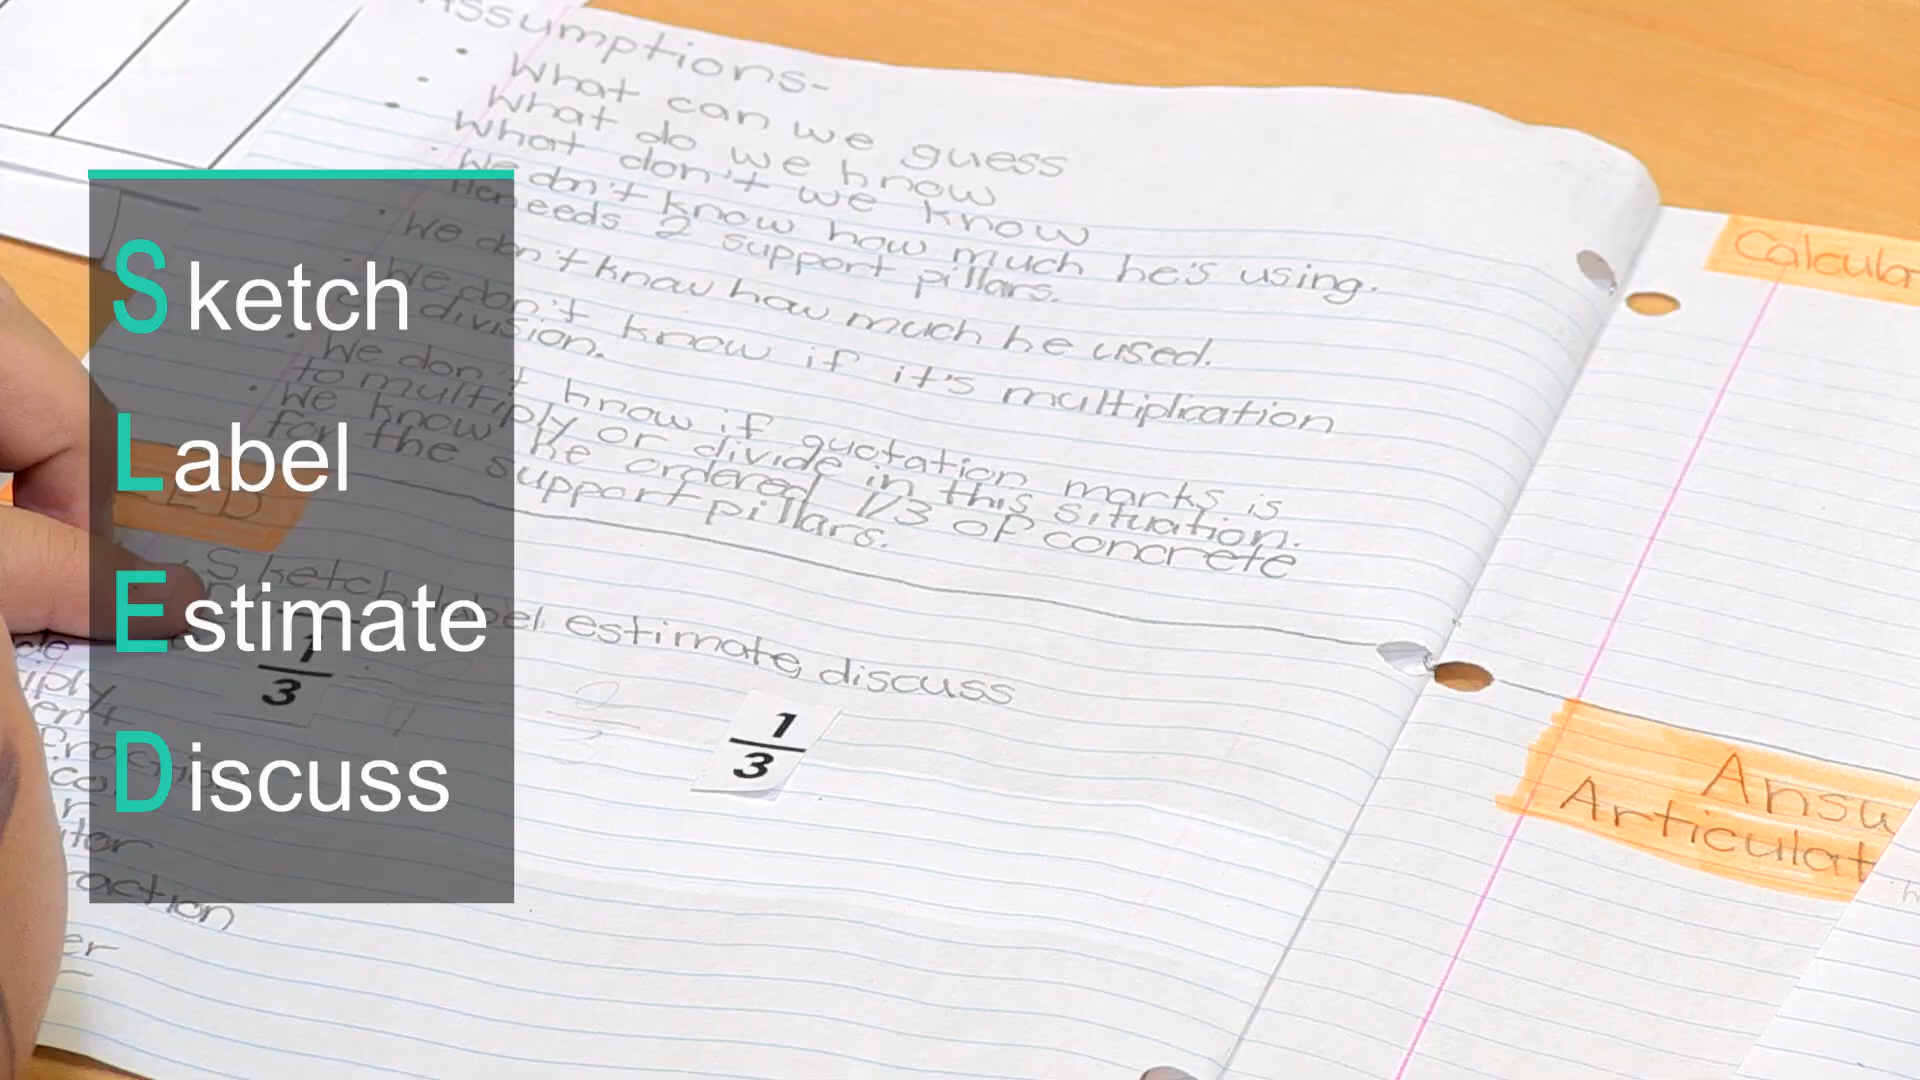 Assumptions-
• What can we guess
• What do we know
• What don't we know
• We don't know how much he's using.
He needs 2 support pillars.
• We don't know how much he used.
• We don't know if it's multiplication
division.
• We don't know if quotation marks is
to multiply or divide in this situation.
• We know he ordered 1/3 of concrete
for the support pillars.
Sketch, label, estimate, discuss
1
3
1
3
raction
Calcula
Answ
Articulat
Sketch
Label
Estimate
Discuss